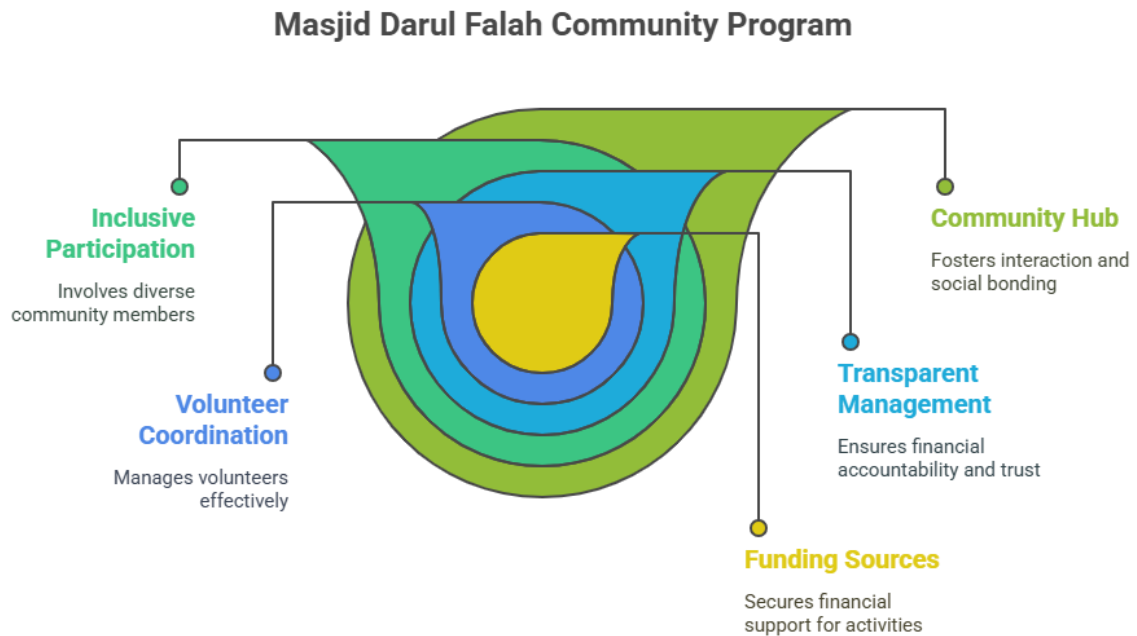 Masjid Darul Falah Community Program
Inclusive
Participation
Involves diverse
community members
Volunteer
Coordination
Manages volunteers
effectively
Community Hub
Fosters interaction and
social bonding
Transparent
Management
Ensures financial
accountability and trust
Funding Sources
Secures financial
support for activities